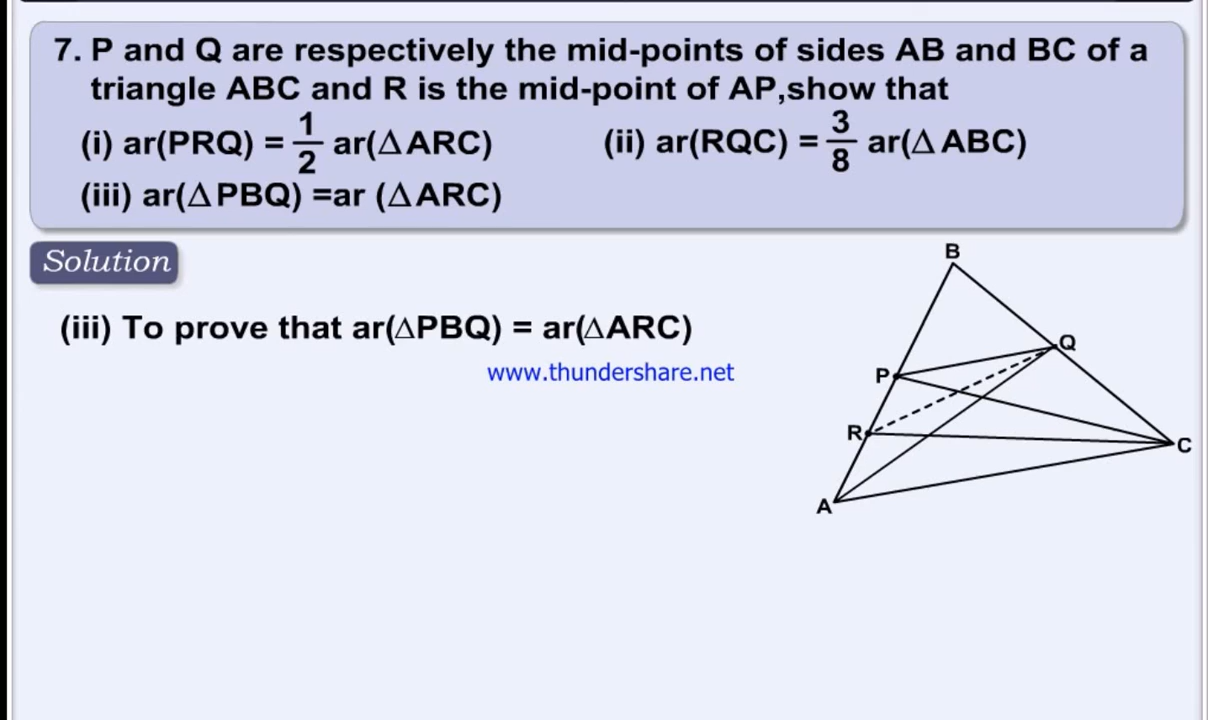 7. P and Q are respectively the mid-points of sides AB and BC of a
triangle ABC and R is the mid-point of AP,show that
(i) ar(PRQ) = 1/2 ar(△ARC) (ii) ar(RQC) = 3/8 ar(△ABC)
(iii) ar(△PBQ) =ar (△ARC)
Solution
B
(iii) To prove that ar(△PBQ) = ar(△ARC)
Q
www.thundershare.net
P
R
C
A